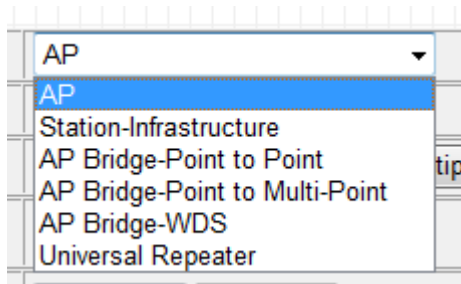 AP
AP
Station-Infrastructure
AP Bridge-Point to Point
AP Bridge-Point to Multi-Point
AP Bridge-WDS
Universal Repeater